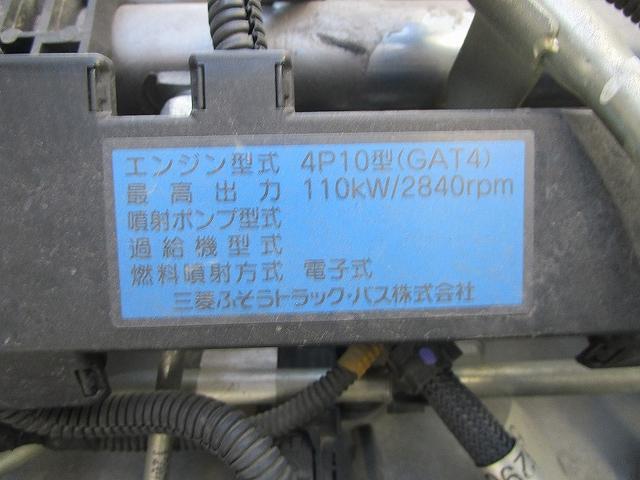 エンジン型式 4P10型(GAT4)
最高出力 110kW/2840rpm
噴射ポンプ型式
過給機型式
燃料噴射方式 電子式
三菱ふそうトラック・バス株式会社